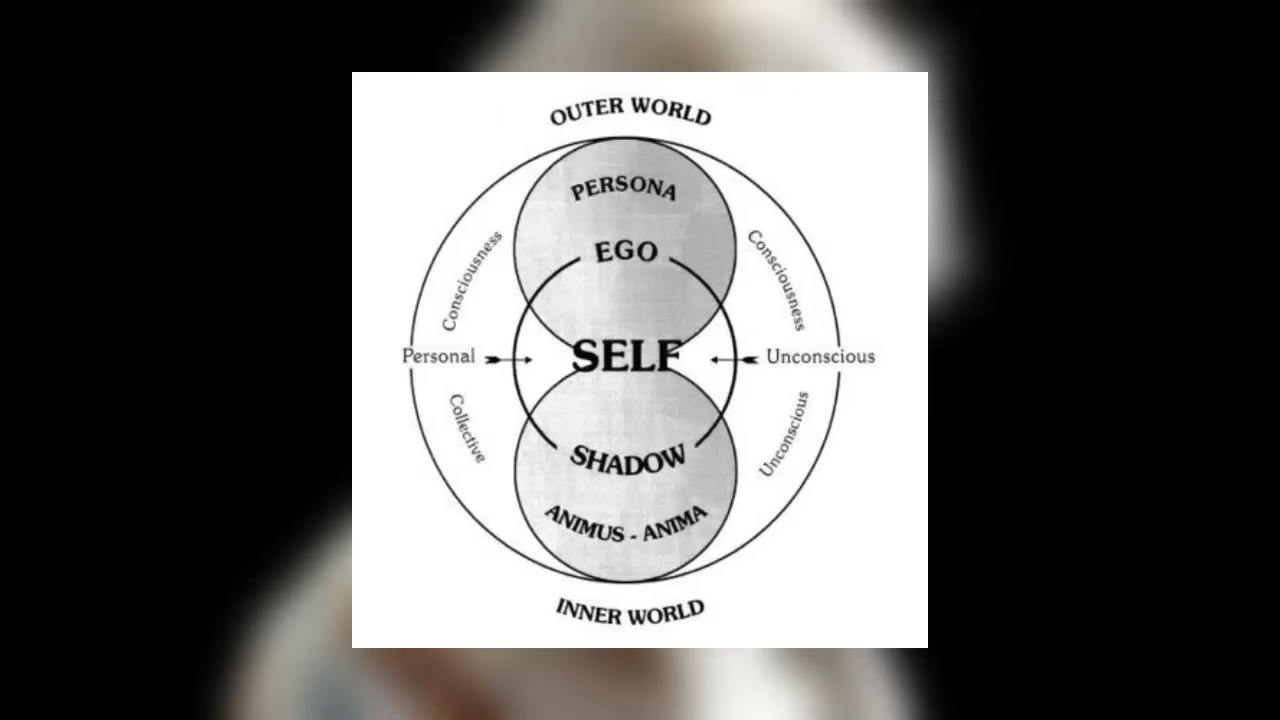 OUTER WORLD
PERSONA
EGO
Consciousness
Consciousness
SELF
Personal
Unconscious
Collective
Unconscious
SHADOW
ANIMUS - ANIMA
INNER WORLD